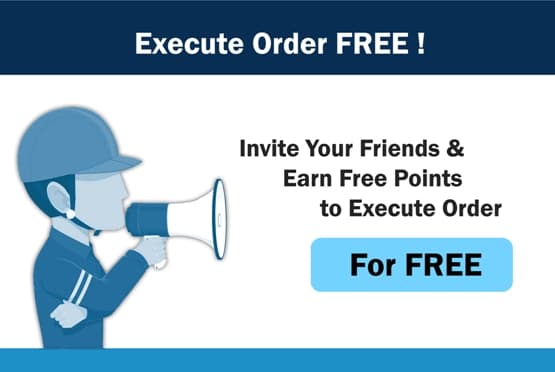 Execute Order FREE !
Invite Your Friends &
Earn Free Points
to Execute Order
For FREE